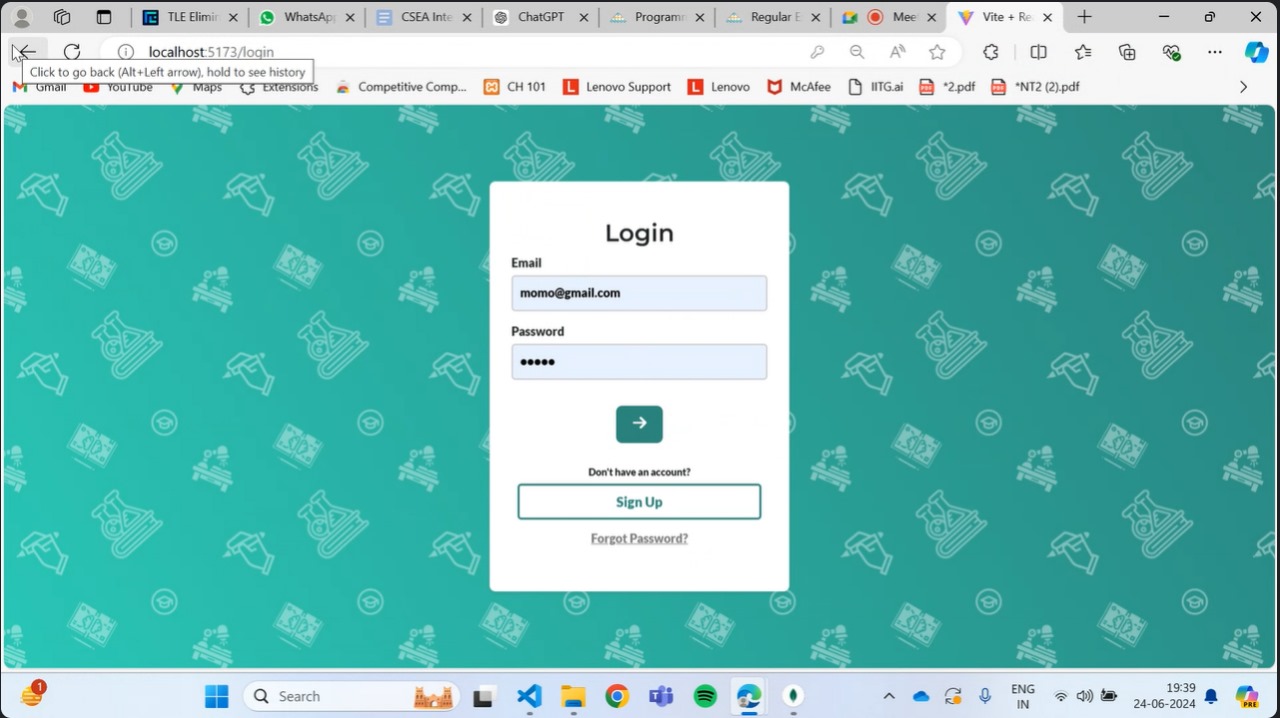 TLE Elimin
WhatsApp
CSEA Inte
ChatGPT
Programm
Regular E
Meet
Vite + Re
localhost:5173/login
Click to go back (Alt+Left arrow), hold to see history
Gmail
YouTube
Maps
Extensions
Competitive Comp...
CH 101
Lenovo Support
Lenovo
McAfee
IITG.ai
*2.pdf
*NT2 (2).pdf
Login
Email
momo@gmail.com
Password
•••••
Don't have an account?
Sign Up
Forgot Password?
1
Search
ENG
IN
19:39
24-06-2024
PRE